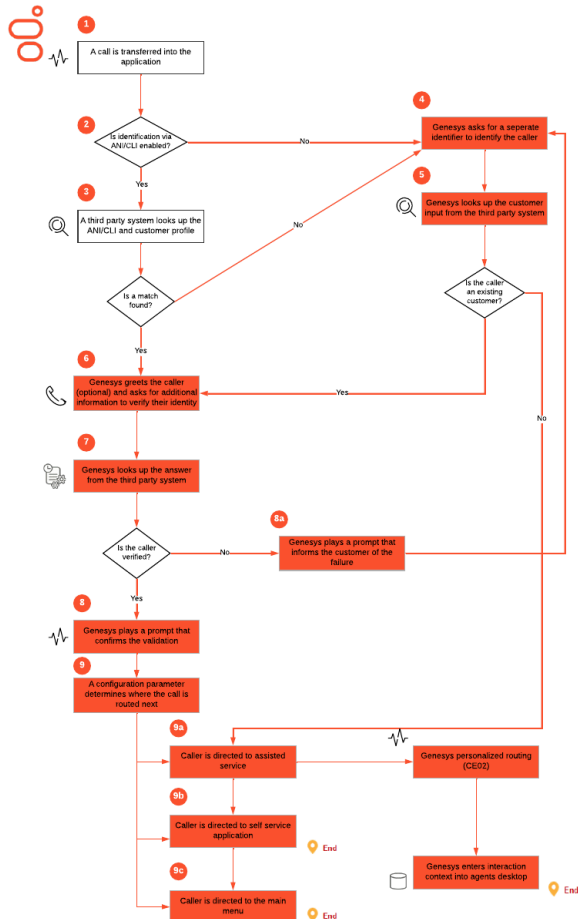 1
A call is transferred into the
application
2
Is identification via
ANI/CLI enabled?
No
Yes
3
A third party system looks up the
ANI/CLI and customer profile
No
Is a match
found?
Yes
4
Genesys asks for a seperate
identifier to identify the caller
5
Genesys looks up the customer
input from the third party system
Is the caller
an existing
customer?
Yes
No
6
Genesys greets the caller
(optional) and asks for additional
information to verify their identity
7
Genesys looks up the answer
from the third party system
Is the caller
verified?
No
8a
Genesys plays a prompt that
informs the customer of the
failure
Yes
8
Genesys plays a prompt that
confirms the validation
9
A configuration parameter
determines where the call is
routed next
9a
Caller is directed to assisted
service
Genesys personalized routing
(CE02)
9b
Caller is directed to self service
application
End
Genesys enters interaction
context into agents desktop
End
9c
Caller is directed to the main
menu
End